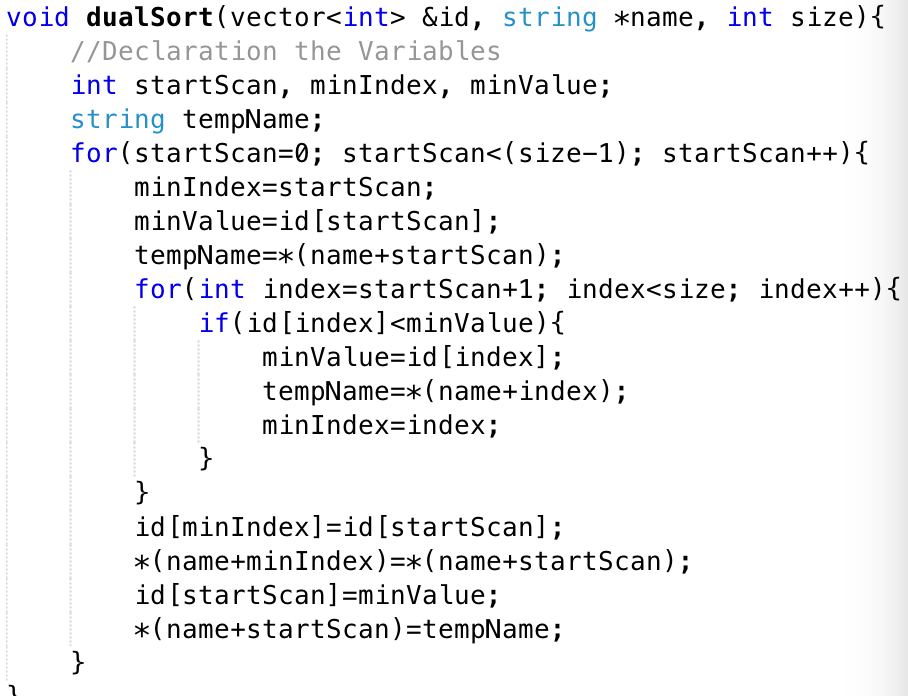 void dualSort(vector<int> &id, string *name, int size){
    //Declaration the Variables
    int startScan, minIndex, minValue;
    string tempName;
    for(startScan=0; startScan<(size-1); startScan++){
        minIndex=startScan;
        minValue=id[startScan];
        tempName=*(name+startScan);
        for(int index=startScan+1; index<size; index++){
            if(id[index]<minValue){
                minValue=id[index];
                tempName=*(name+index);
                minIndex=index;
            }
        }
        id[minIndex]=id[startScan];
        *(name+minIndex)=*(name+startScan);
        id[startScan]=minValue;
        *(name+startScan)=tempName;
    }
}